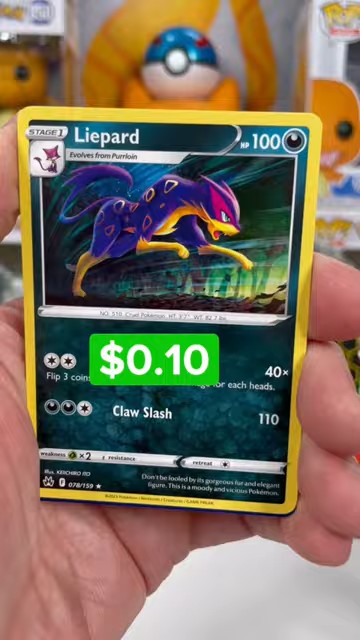 STAGE 1
Liepard
HP 100
Evolves from Purrloin
NO. 510 Cruel Pokémon HT: 3'7" WT: 82.7 lbs.
$0.10
40×
Flip 3 coins for each heads.
Claw Slash 110
weakness ×2 resistance retreat
Illus. KEIICHIRO ITO
078/159 ★
Don't be fooled by its gorgeous fur and elegant
figure. This is a moody and vicious Pokémon.
©2023 Pokémon / Nintendo / Creatures / GAME FREAK